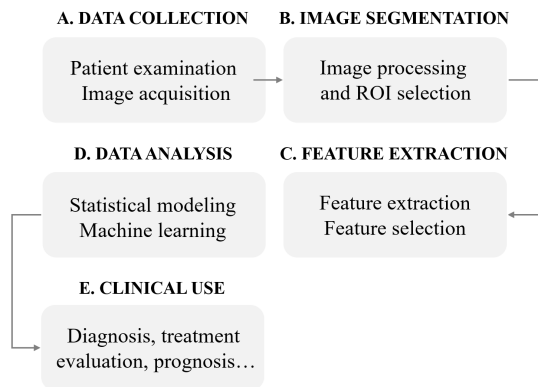 A. DATA COLLECTION
Patient examination
Image acquisition
B. IMAGE SEGMENTATION
Image processing
and ROI selection
C. FEATURE EXTRACTION
Feature extraction
Feature selection
D. DATA ANALYSIS
Statistical modeling
Machine learning
E. CLINICAL USE
Diagnosis, treatment
evaluation, prognosis…